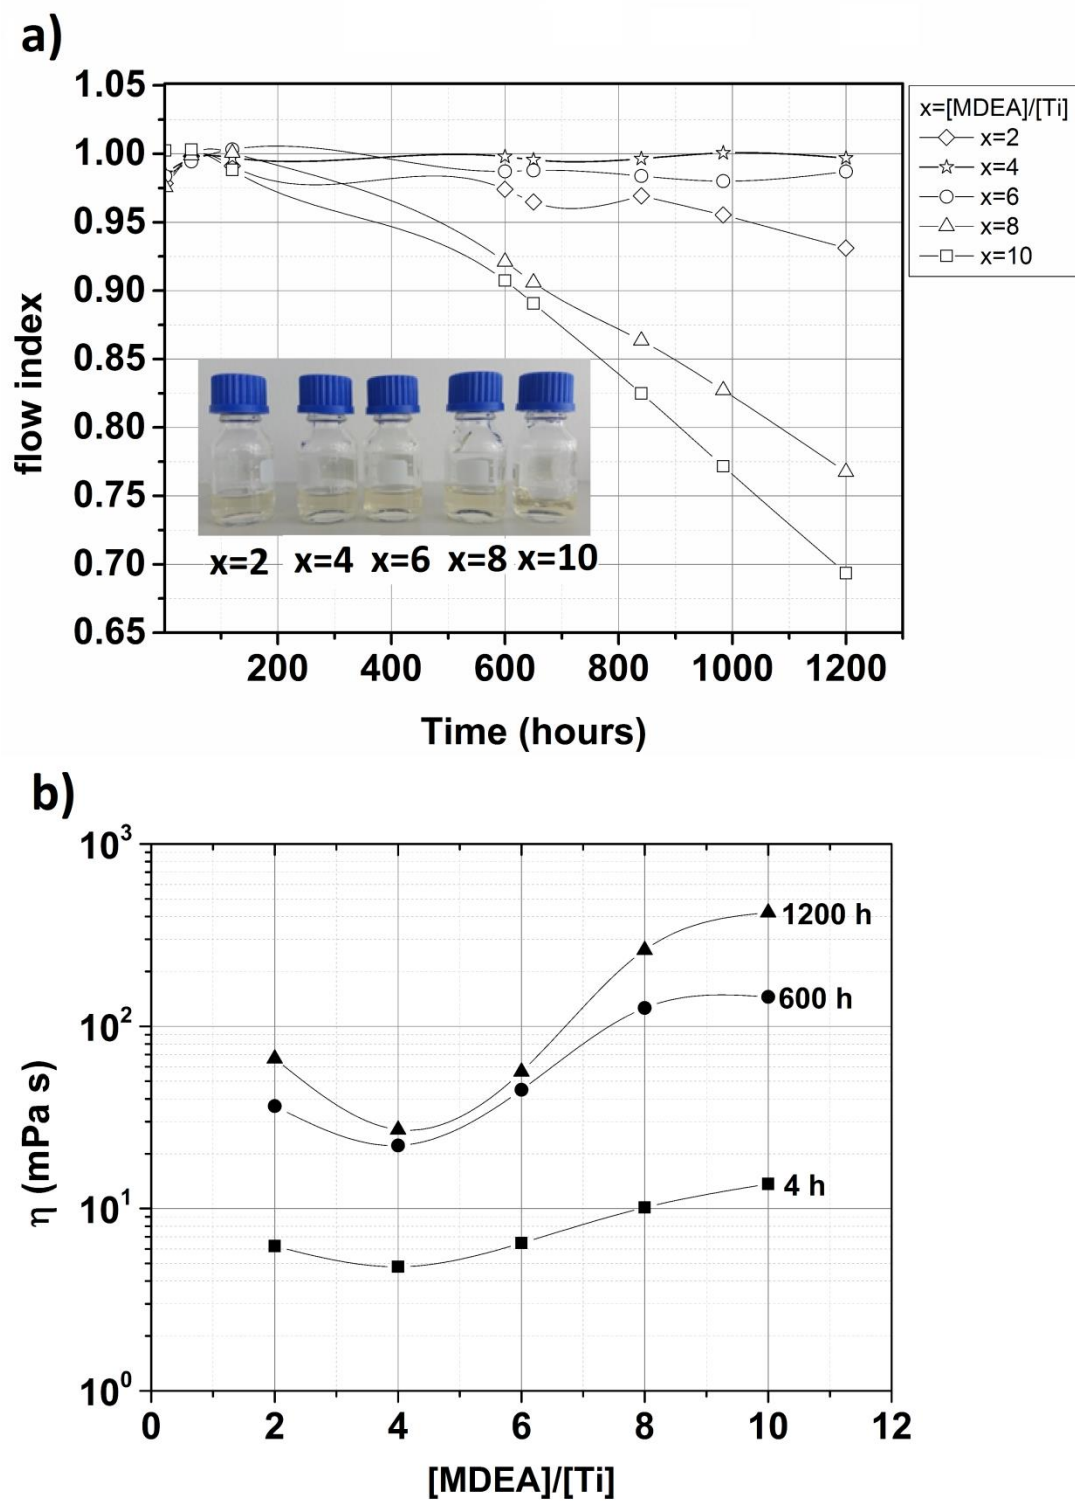 a)
1.05
1.00
0.95
0.90
0.85
0.80
0.75
0.70
0.65
flow index
x=[MDEA]/[Ti]
x=2
x=4
x=6
x=8
x=10
x=2 x=4 x=6 x=8 x=10
200 400 600 800 1000 1200
Time (hours)
b)
10³
10²
10¹
10⁰
η (mPa s)
1200 h
600 h
4 h
0 2 4 6 8 10 12
[MDEA]/[Ti]